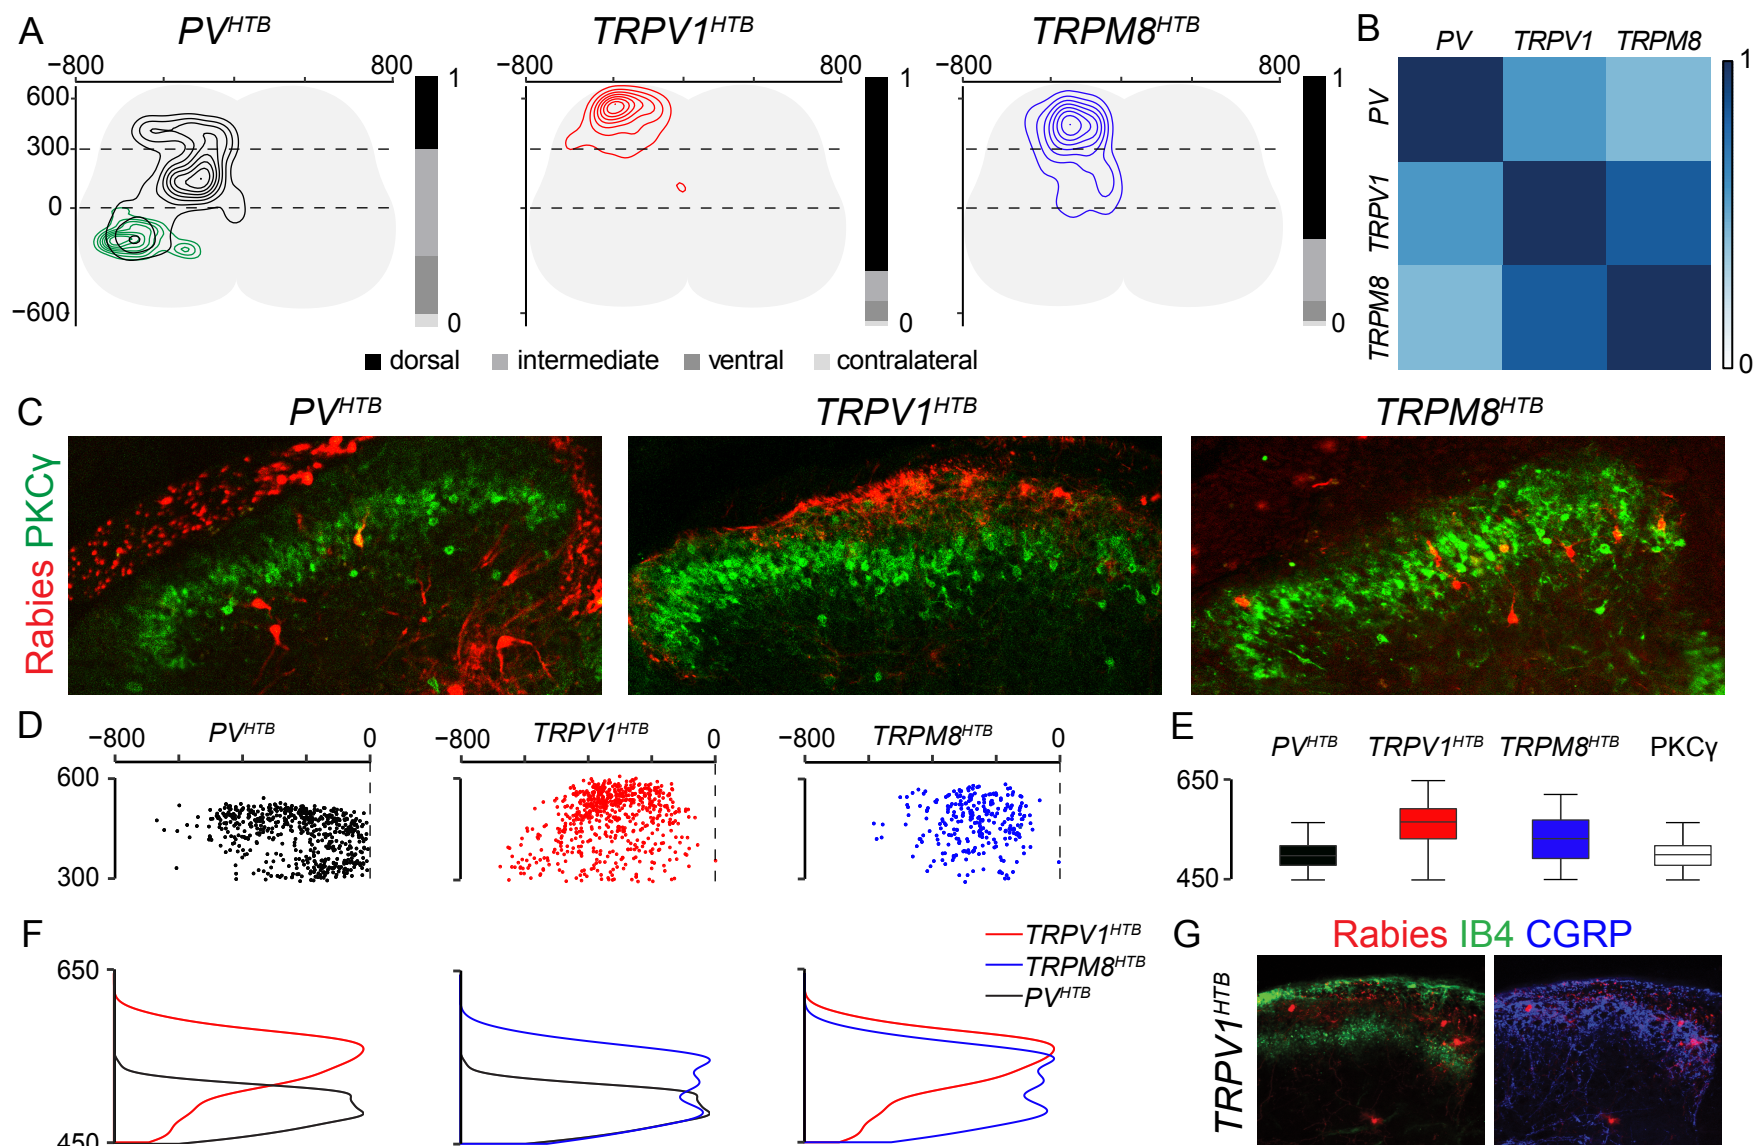 A
PV^HTB
TRPV1^HTB
TRPM8^HTB
−800 800
−800 800
−800 800
600
300
0
−600
1
0
1
0
1
0
dorsal intermediate ventral contralateral
B
PV TRPV1 TRPM8
PV
TRPV1
TRPM8
1
0
C
PV^HTB
TRPV1^HTB
TRPM8^HTB
Rabies PKCγ
D
−800 PV^HTB 0
−800 TRPV1^HTB 0
−800 TRPM8^HTB 0
600
300
E
PV^HTB TRPV1^HTB TRPM8^HTB PKCγ
650
450
F
650
450
TRPV1^HTB
TRPM8^HTB
PV^HTB
G
Rabies IB4 CGRP
TRPV1^HTB